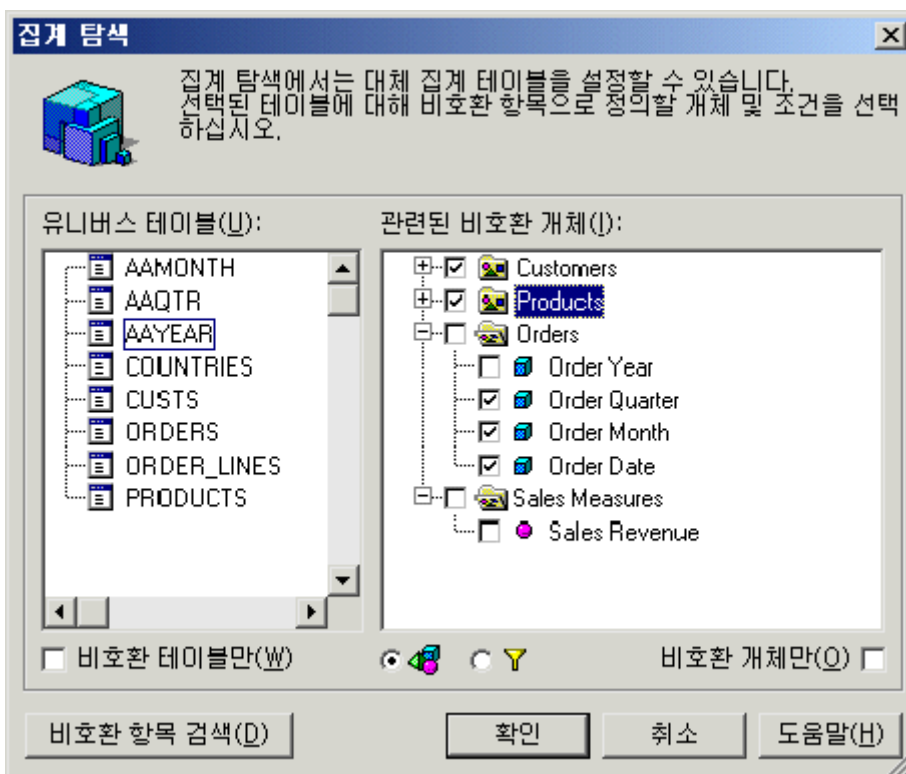 집계 탐색
집계 탐색에서는 대체 집계 테이블을 설정할 수 있습니다.
선택된 테이블에 대해 비호환 항목으로 정의할 개체 및 조건을 선택
하십시오.
유니버스 테이블(U):
AAMONTH
AAQTR
AAYEAR
COUNTRIES
CUSTS
ORDERS
ORDER_LINES
PRODUCTS
관련된 비호환 개체(I):
Customers
Products
Orders
Order Year
Order Quarter
Order Month
Order Date
Sales Measures
Sales Revenue
비호환 테이블만(W)
비호환 개체만(O)
비호환 항목 검색(D)
확인
취소
도움말(H)